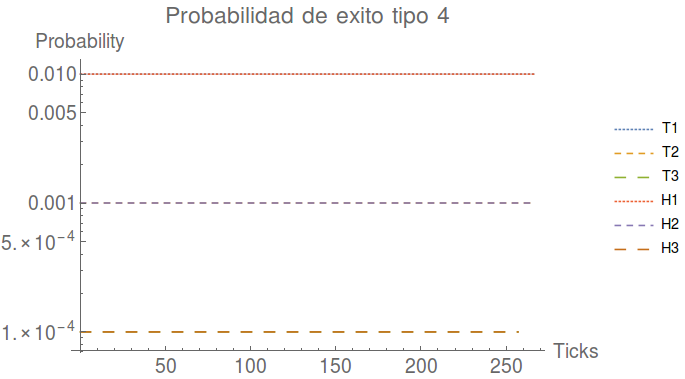 Probabilidad de exito tipo 4
Probability
0.010
0.005
0.001
5.×10⁻⁴
1.×10⁻⁴
50 100 150 200 250
Ticks
T1
T2
T3
H1
H2
H3